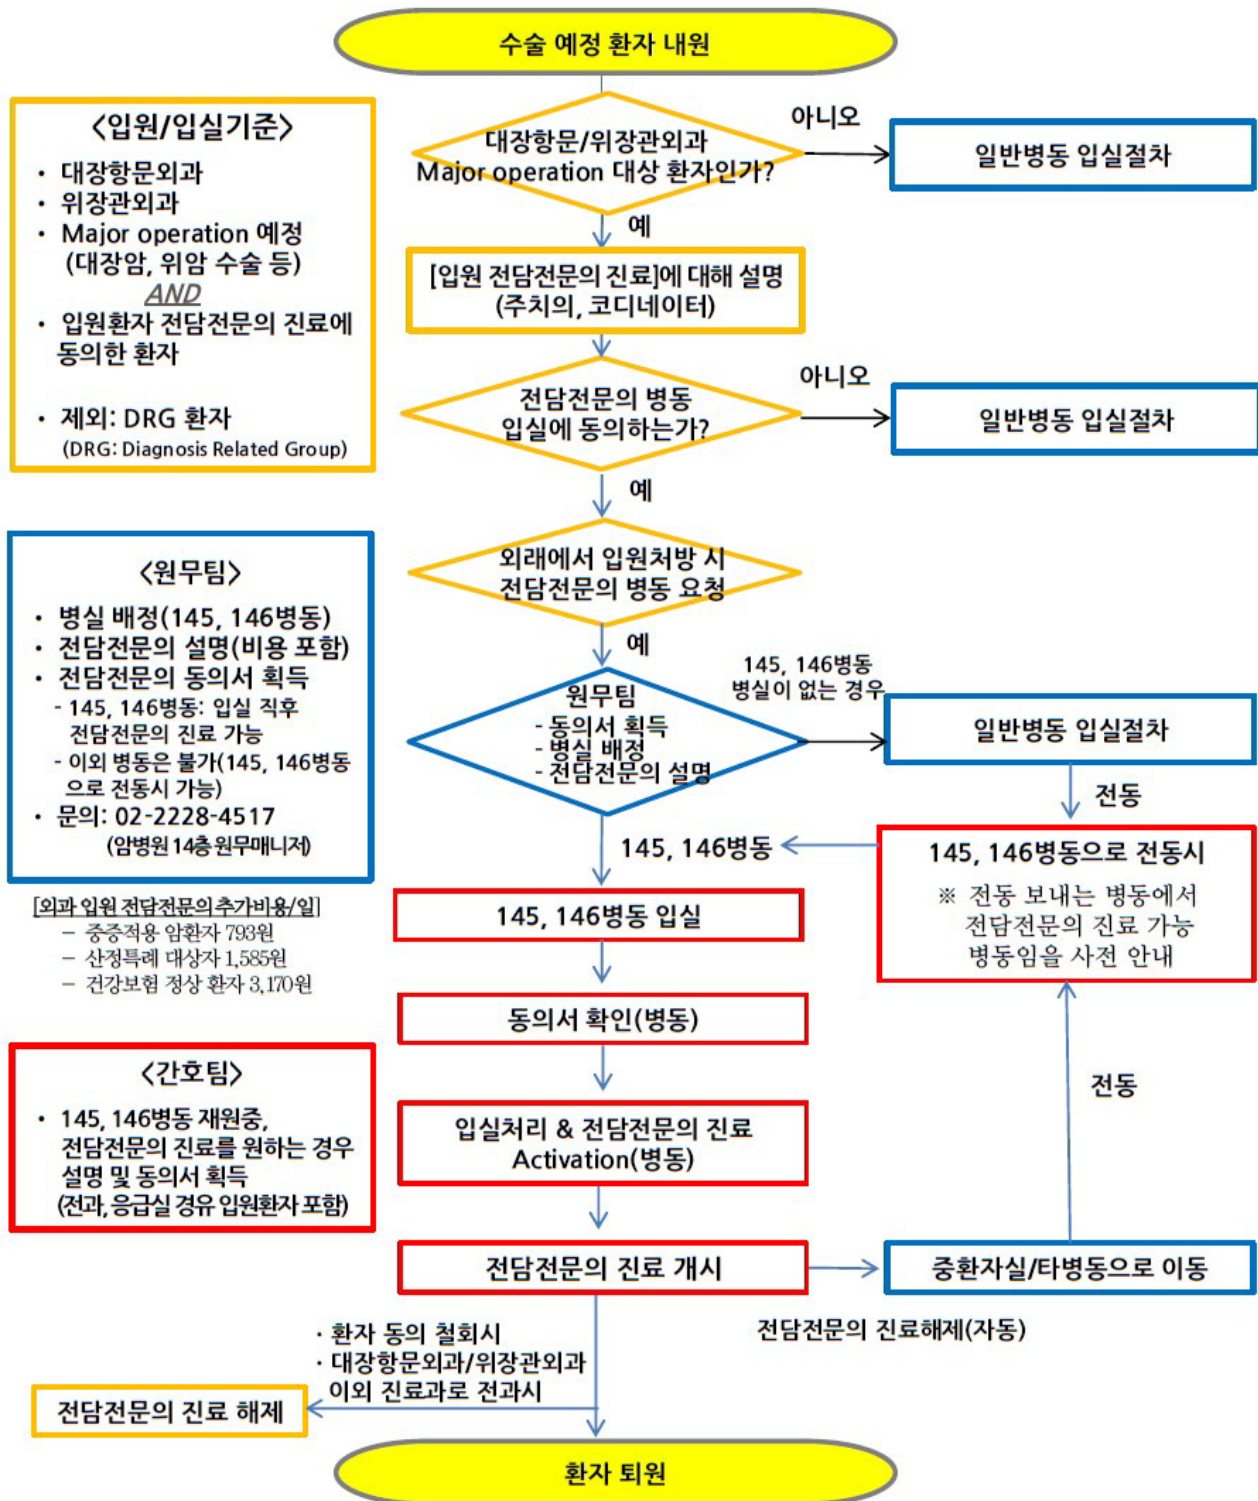 수술 예정 환자 내원
<입원/입실기준>
• 대장항문외과
• 위장관외과
• Major operation 예정
(대장암, 위암 수술 등)
AND
• 입원환자 전담전문의 진료에
동의한 환자
• 제외: DRG 환자
(DRG: Diagnosis Related Group)
대장항문/위장관외과
Major operation 대상 환자인가?
아니오
일반병동 입실절차
예
[입원 전담전문의 진료]에 대해 설명
(주치의, 코디네이터)
전담전문의 병동
입실에 동의하는가?
아니오
일반병동 입실절차
예
외래에서 입원처방 시
전담전문의 병동 요청
예
<원무팀>
• 병실 배정(145, 146병동)
• 전담전문의 설명(비용 포함)
• 전담전문의 동의서 획득
- 145, 146병동: 입실 직후
전담전문의 진료 가능
- 이외 병동은 불가(145, 146병동
으로 전동시 가능)
• 문의: 02-2228-4517
(암병원 14층 원무매니저)
원무팀
- 동의서 획득
- 병실 배정
- 전담전문의 설명
145, 146병동
병실이 없는 경우
일반병동 입실절차
전동
145, 146병동으로 전동시
※ 전동 보내는 병동에서
전담전문의 진료 가능
병동임을 사전 안내
145, 146병동
[외과 입원 전담전문의 추가비용/일]
– 중증적용 암환자 793원
– 산정특례 대상자 1,585원
– 건강보험 정상 환자 3,170원
145, 146병동 입실
동의서 확인(병동)
전동
<간호팀>
• 145, 146병동 재원중,
전담전문의 진료를 원하는 경우
설명 및 동의서 획득
(전과, 응급실 경유 입원환자 포함)
입실처리 & 전담전문의 진료
Activation(병동)
전담전문의 진료 개시
중환자실/타병동으로 이동
전담전문의 진료해제(자동)
· 환자 동의 철회시
· 대장항문외과/위장관외과
이외 진료과로 전과시
전담전문의 진료 해제
환자 퇴원